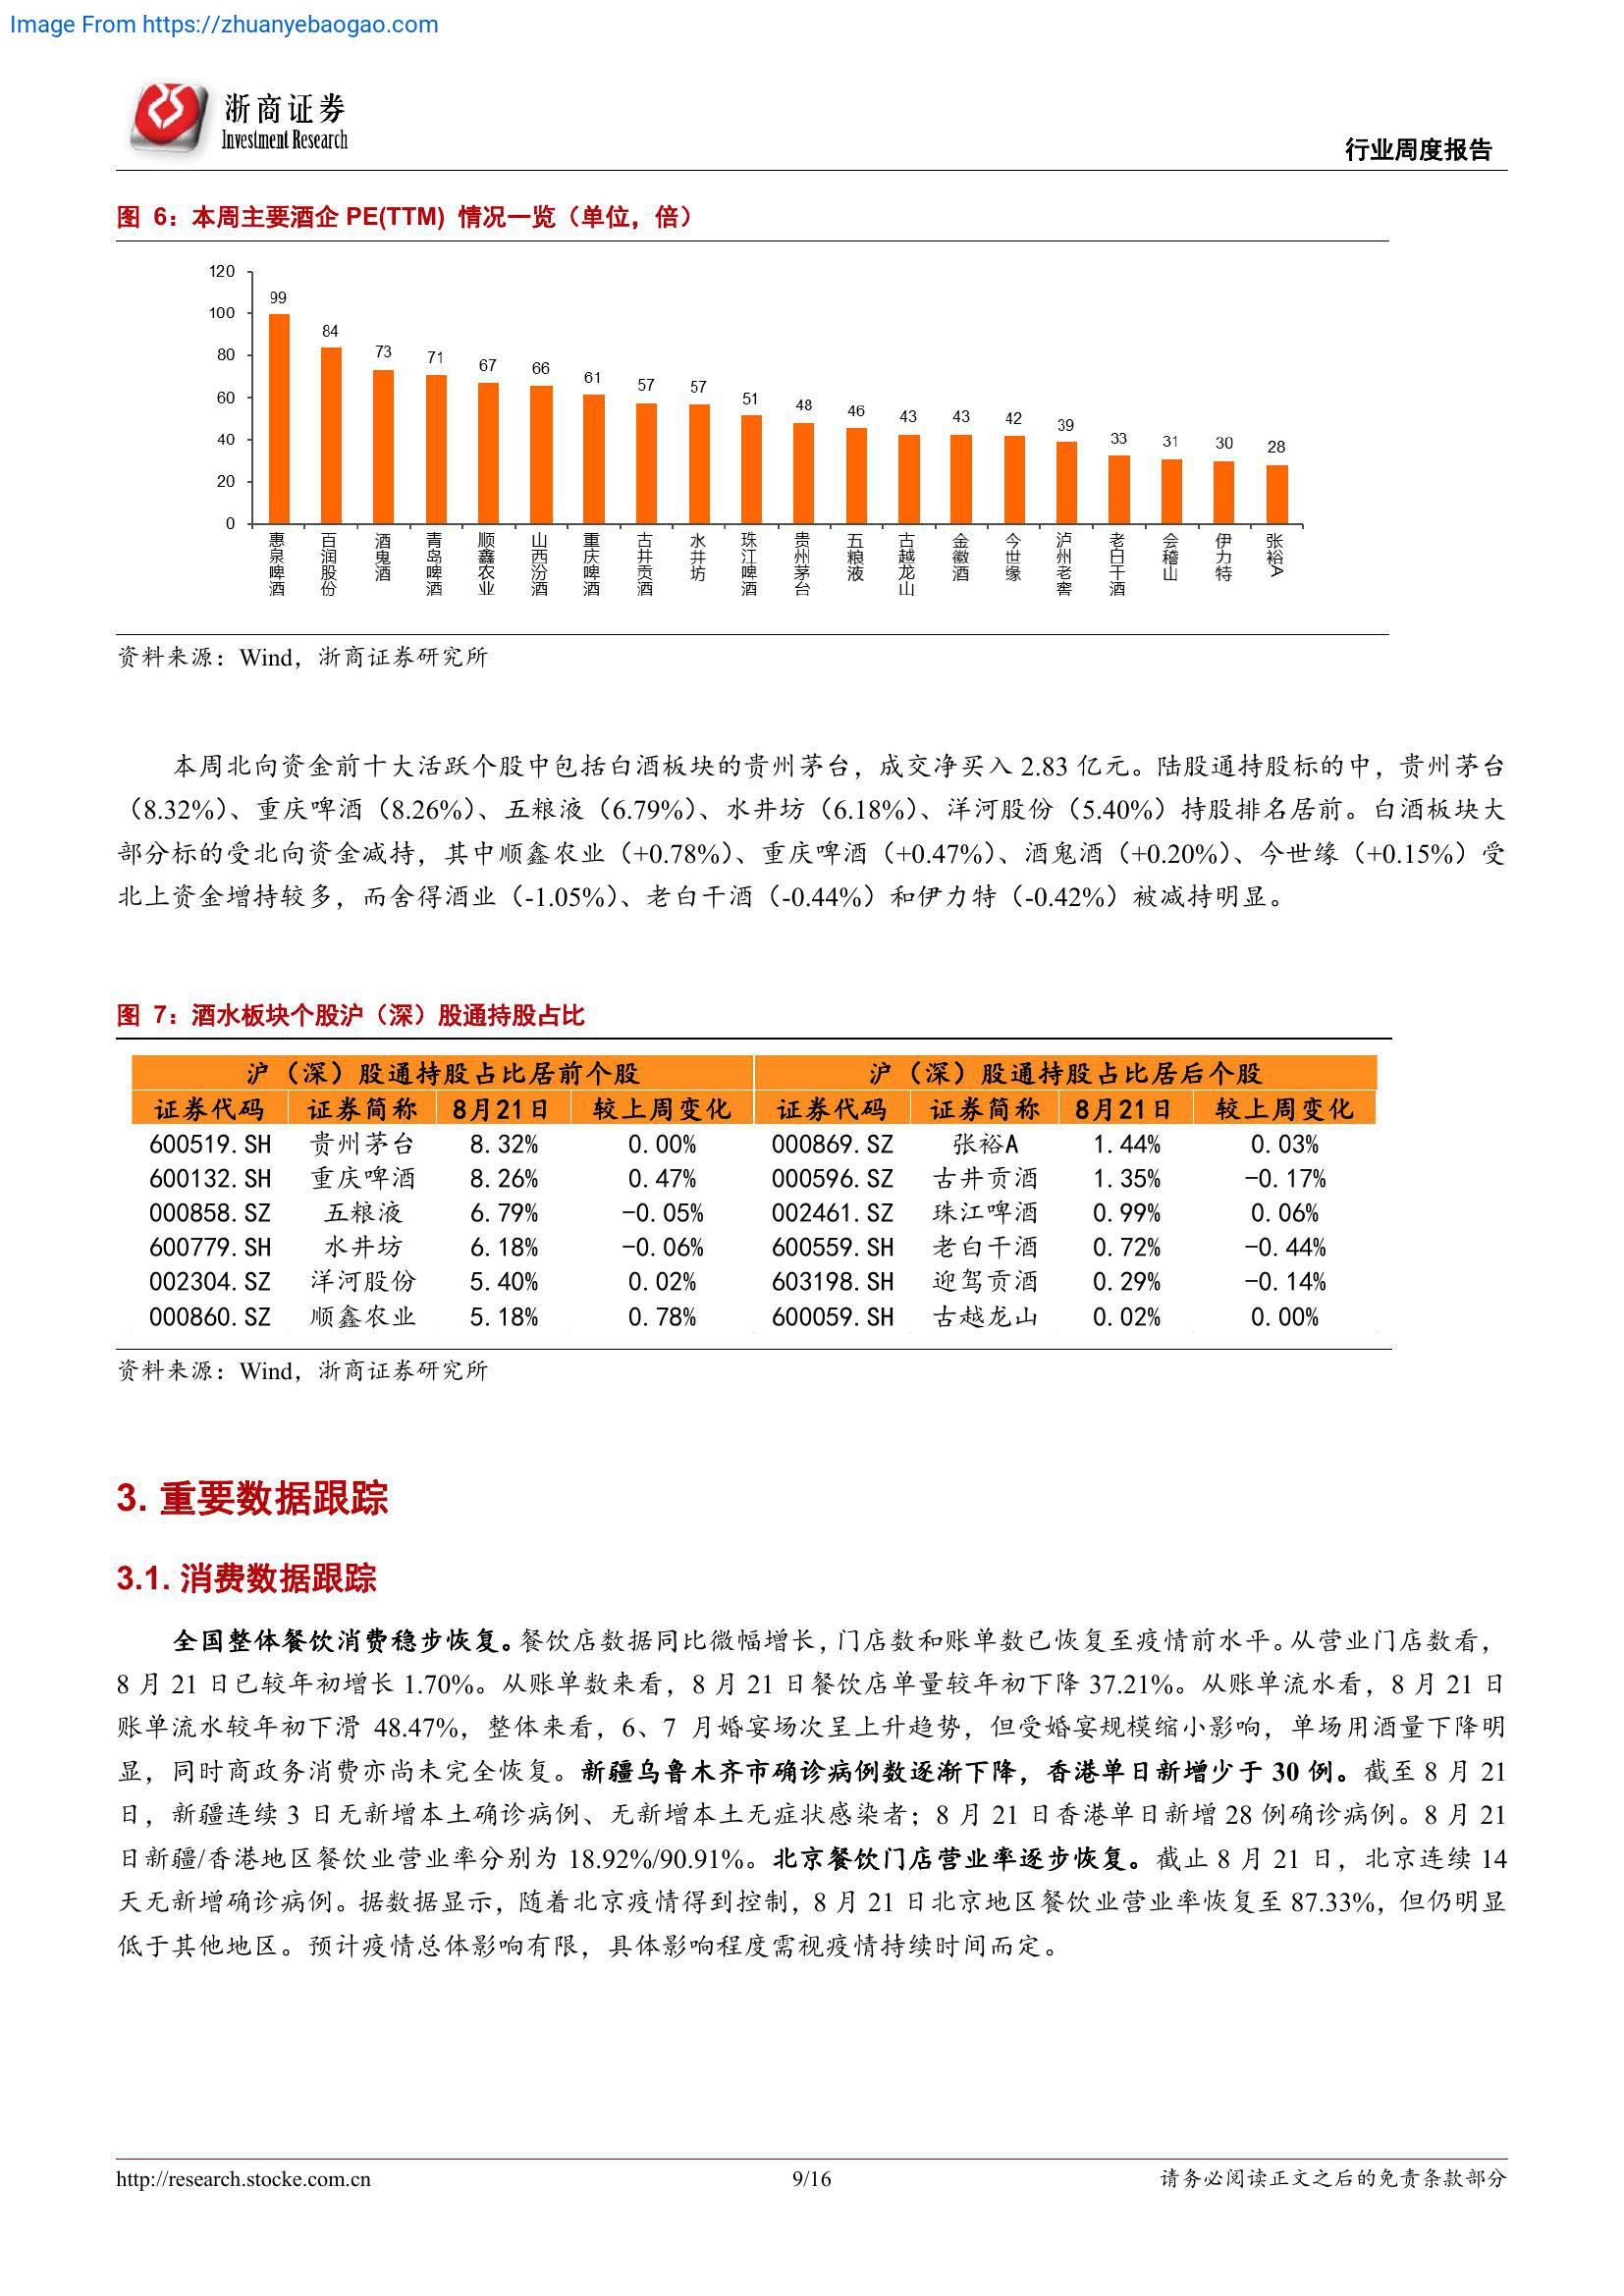 Image From https://zhuanyebaogao.com
浙商证券
Investment Research
行业周度报告
图 6：本周主要酒企 PE(TTM) 情况一览（单位，倍）
120
100
80
60
40
20
0
99 84 73 71 67 66 61 57 57 51 48 46 43 43 42 39 33 31 30 28
惠泉啤酒 百润股份 酒鬼酒 青岛啤酒 顺鑫农业 山西汾酒 重庆啤酒 古井贡酒 水井坊 珠江啤酒 贵州茅台 五粮液 古越龙山 金徽酒 今世缘 泸州老窖 老白干酒 会稽山 伊力特 张裕A
资料来源：Wind，浙商证券研究所
本周北向资金前十大活跃个股中包括白酒板块的贵州茅台，成交净买入 2.83 亿元。陆股通持股标的中，贵州茅台
（8.32%）、重庆啤酒（8.26%）、五粮液（6.79%）、水井坊（6.18%）、洋河股份（5.40%）持股排名居前。白酒板块大
部分标的受北向资金减持，其中顺鑫农业（+0.78%）、重庆啤酒（+0.47%）、酒鬼酒（+0.20%）、今世缘（+0.15%）受
北上资金增持较多，而舍得酒业（-1.05%）、老白干酒（-0.44%）和伊力特（-0.42%）被减持明显。
图 7：酒水板块个股沪（深）股通持股占比
沪（深）股通持股占比居前个股 沪（深）股通持股占比居后个股
证券代码 证券简称 8月21日 较上周变化 证券代码 证券简称 8月21日 较上周变化
600519.SH 贵州茅台 8.32% 0.00% 000869.SZ 张裕A 1.44% 0.03%
600132.SH 重庆啤酒 8.26% 0.47% 000596.SZ 古井贡酒 1.35% -0.17%
000858.SZ 五粮液 6.79% -0.05% 002461.SZ 珠江啤酒 0.99% 0.06%
600779.SH 水井坊 6.18% -0.06% 600559.SH 老白干酒 0.72% -0.44%
002304.SZ 洋河股份 5.40% 0.02% 603198.SH 迎驾贡酒 0.29% -0.14%
000860.SZ 顺鑫农业 5.18% 0.78% 600059.SH 古越龙山 0.02% 0.00%
资料来源：Wind，浙商证券研究所
3. 重要数据跟踪
3.1. 消费数据跟踪
全国整体餐饮消费稳步恢复。餐饮店数据同比微幅增长，门店数和账单数已恢复至疫情前水平。从营业门店数看，
8 月 21 日已较年初增长 1.70%。从账单数来看，8 月 21 日餐饮店单量较年初下降 37.21%。从账单流水看，8 月 21 日
账单流水较年初下滑 48.47%，整体来看，6、7 月婚宴场次呈上升趋势，但受婚宴规模缩小影响，单场用酒量下降明
显，同时商政务消费亦尚未完全恢复。新疆乌鲁木齐市确诊病例数逐渐下降，香港单日新增少于 30 例。截至 8 月 21
日，新疆连续 3 日无新增本土确诊病例、无新增本土无症状感染者；8 月 21 日香港单日新增 28 例确诊病例。8 月 21
日新疆/香港地区餐饮业营业率分别为 18.92%/90.91%。北京餐饮门店营业率逐步恢复。截止 8 月 21 日，北京连续 14
天无新增确诊病例。据数据显示，随着北京疫情得到控制，8 月 21 日北京地区餐饮业营业率恢复至 87.33%，但仍明显
低于其他地区。预计疫情总体影响有限，具体影响程度需视疫情持续时间而定。
http://research.stocke.com.cn 9/16 请务必阅读正文之后的免责条款部分